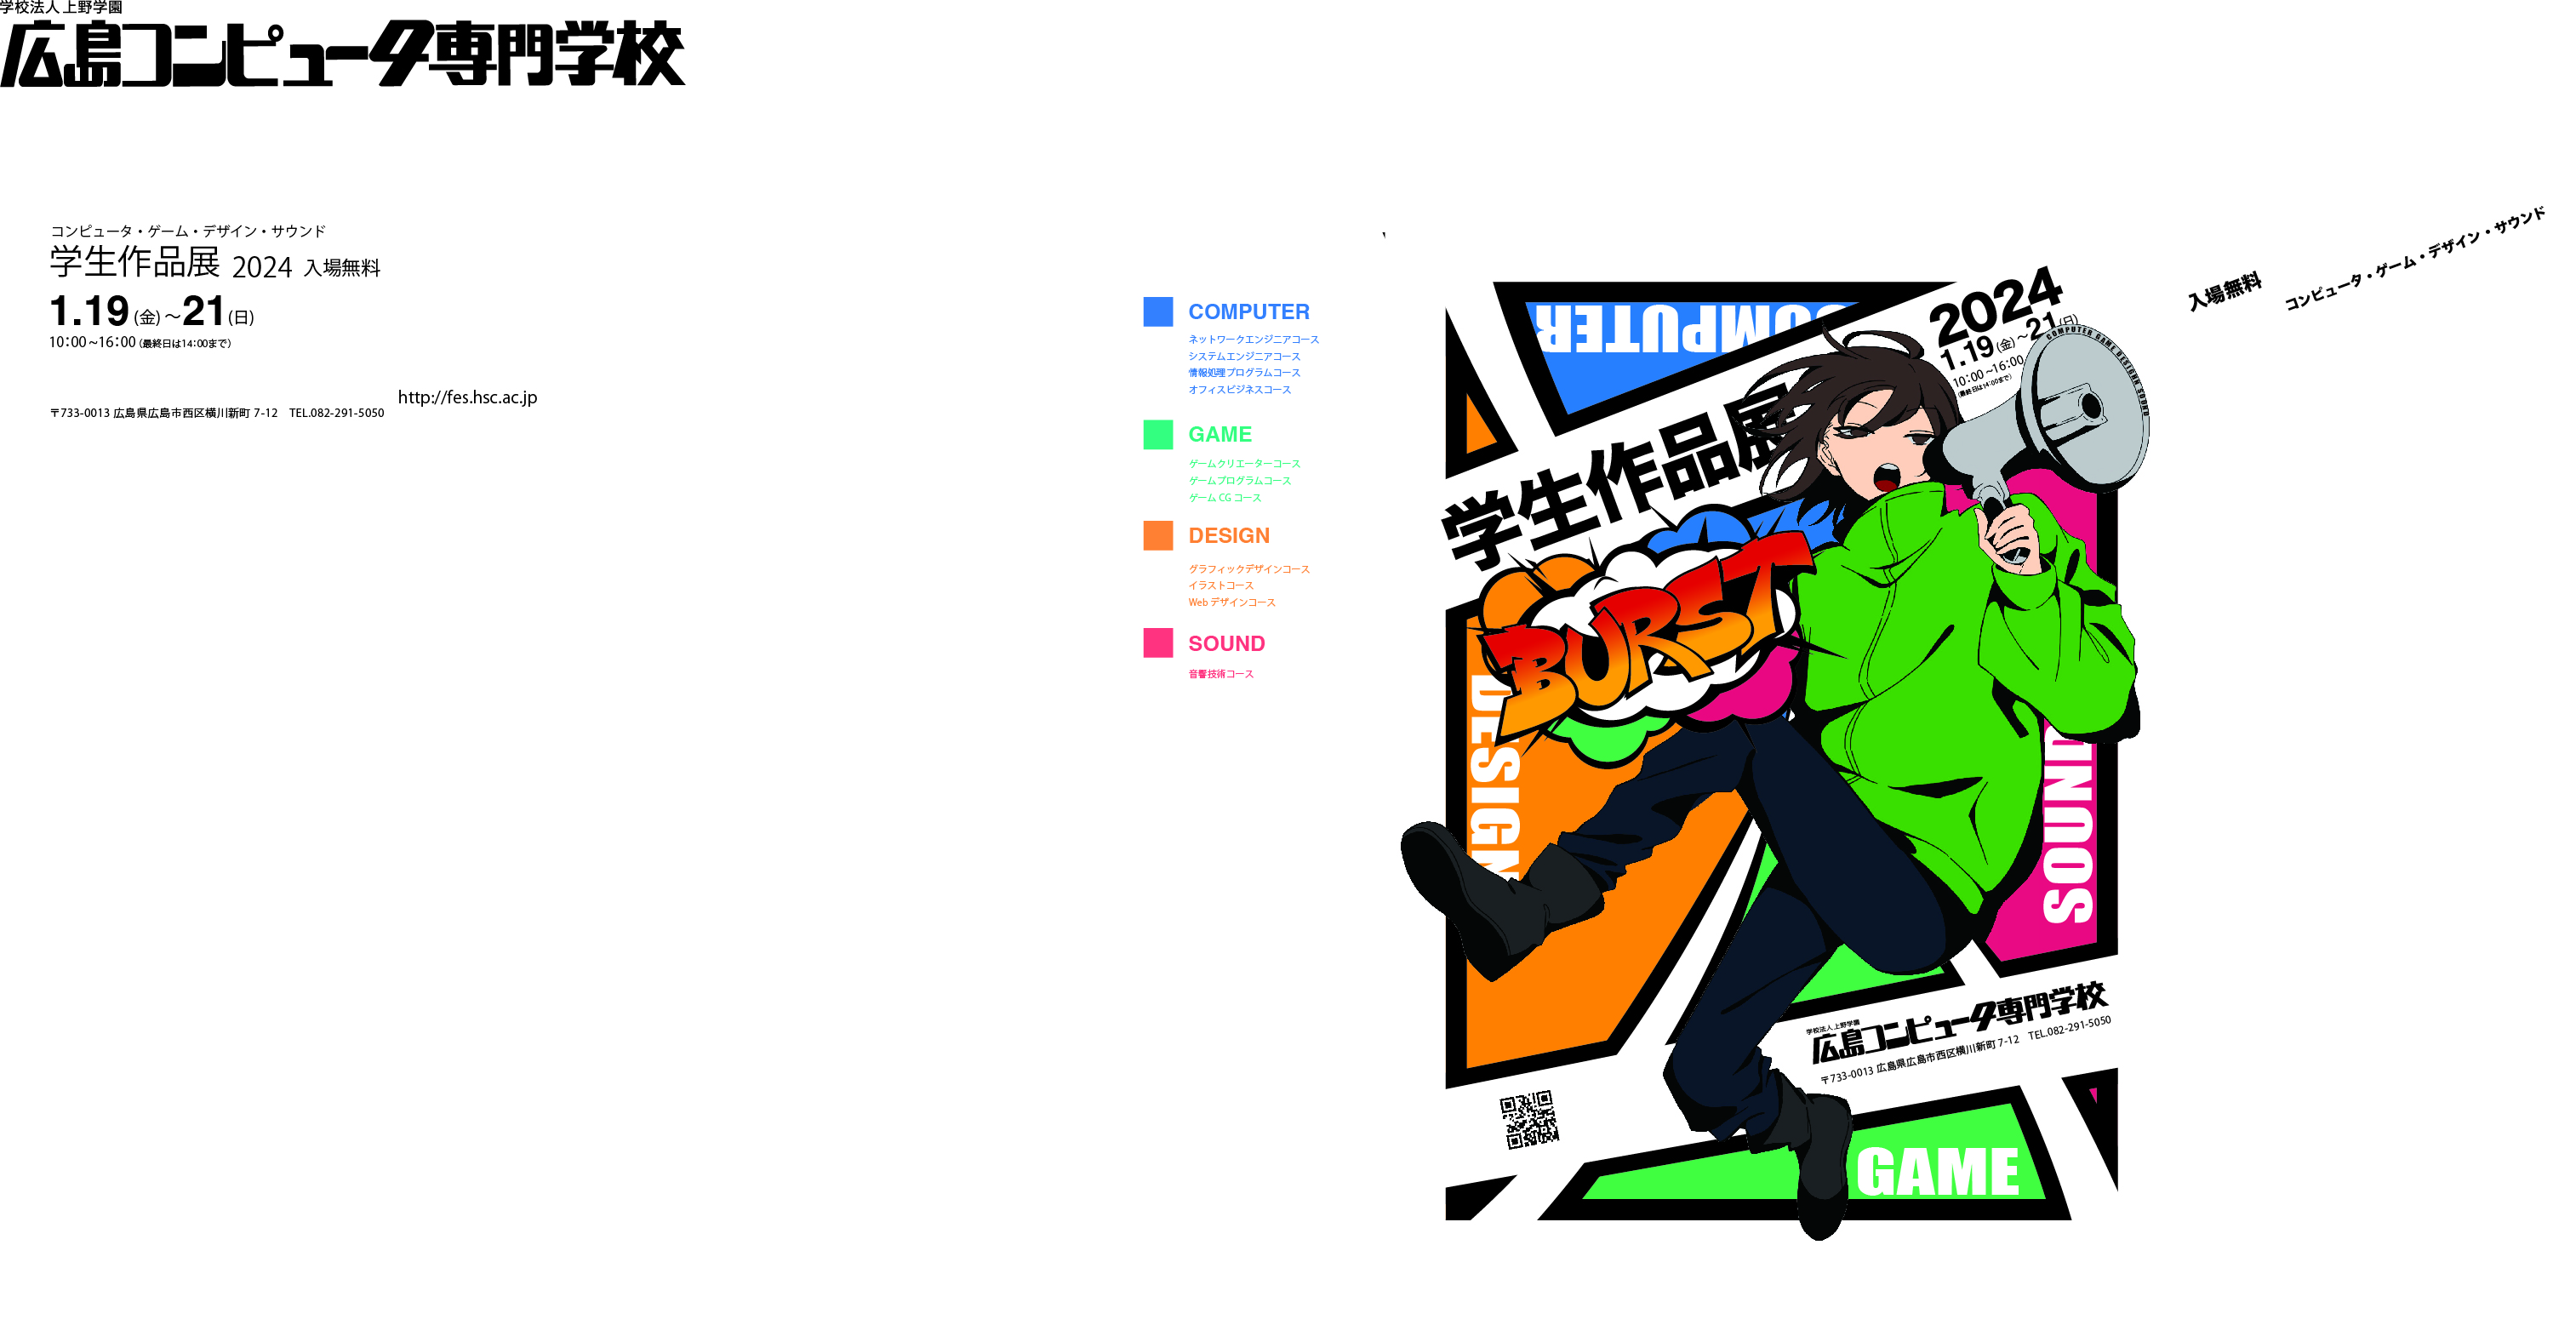 学校法人 上野学園
広島コンピュータ専門学校
コンピュータ・ゲーム・デザイン・サウンド
学生作品展 2024 入場無料
1.19(金)～21(日)
10:00~16:00(最終日は14:00まで)
http://fes.hsc.ac.jp
〒733-0013 広島県広島市西区横川新町 7-12 TEL.082-291-5050
COMPUTER
ネットワークエンジニアコース
システムエンジニアコース
情報処理プログラムコース
オフィスビジネスコース
GAME
ゲームクリエーターコース
ゲームプログラムコース
ゲーム CG コース
DESIGN
グラフィックデザインコース
イラストコース
Web デザインコース
SOUND
音響技術コース
COMPUTER
2024
1.19(金)～21(日)
10:00~16:00
(最終日は14:00まで)
COMPUTER GAME DESIGNN SOUND
学生作品展
BURST
DESIGN
SOUND
学校法人 上野学園
広島コンピュータ専門学校
〒733-0013 広島県広島市西区横川新町 7-12 TEL.082-291-5050
GAME
入場無料
コンピュータ・ゲーム・デザイン・サウンド